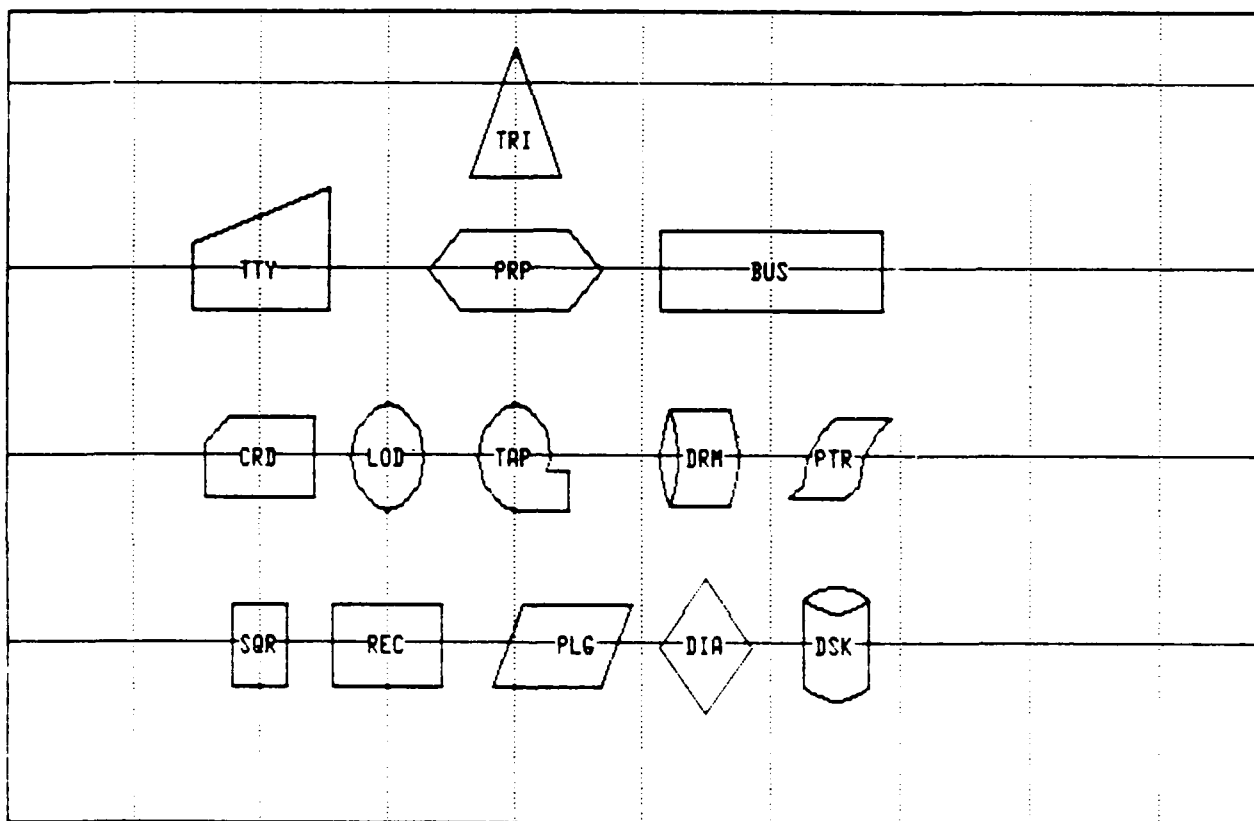 TRI
TTY PRP BUS
CRD LOD TAP DRM PTR
SQR REC PLG DIA DSK